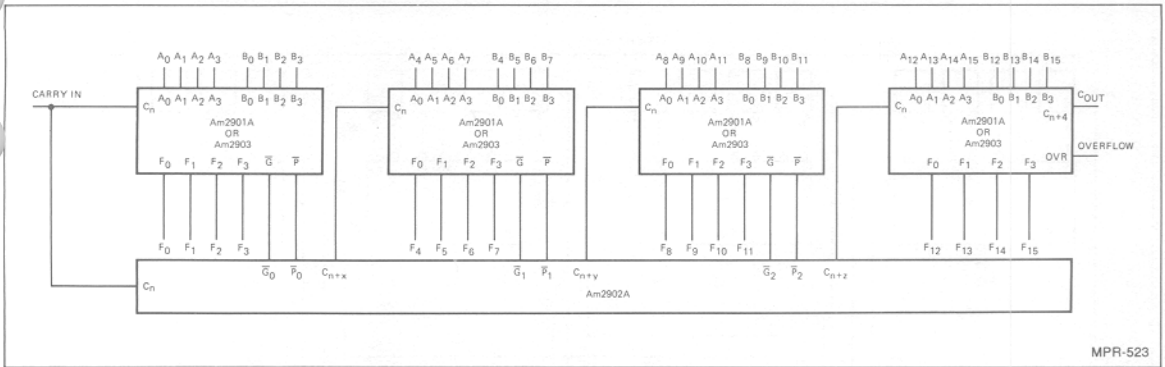 A0 A1 A2 A3 B0 B1 B2 B3 A4 A5 A6 A7 B4 B5 B6 B7 A8 A9 A10 A11 B8 B9 B10 B11 A12 A13 A14 A15 B12 B13 B14 B15
CARRY IN
Cn A0 A1 A2 A3 B0 B1 B2 B3
Am2901A
OR
Am2903
F0 F1 F2 F3 G̅ P̅
Cn A0 A1 A2 A3 B0 B1 B2 B3
Am2901A
OR
Am2903
F0 F1 F2 F3 G̅ P̅
Cn A0 A1 A2 A3 B0 B1 B2 B3
Am2901A
OR
Am2903
F0 F1 F2 F3 G̅ P̅
Cn A0 A1 A2 A3 B0 B1 B2 B3
Am2901A
OR
Am2903
Cn+4
COUT
OVR
OVERFLOW
F0 F1 F2 F3
F0 F1 F2 F3 F4 F5 F6 F7 F8 F9 F10 F11 F12 F13 F14 F15
Cn G̅0 P̅0 Cn+x G̅1 P̅1 Cn+y G̅2 P̅2 Cn+z
Am2902A
MPR-523